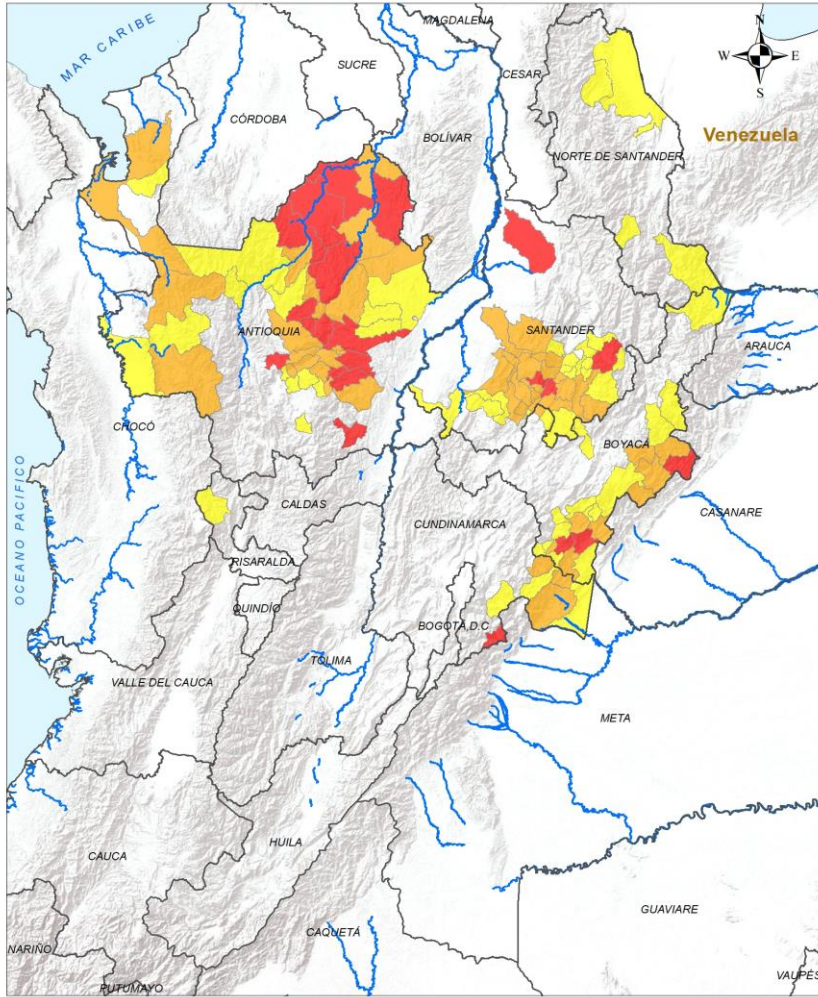 MAGDALENA
MAR CARIBE
N
W E
S
SUCRE
CESAR
CÓRDOBA
BOLÍVAR
Venezuela
NORTE DE SANTANDER
ANTIOQUIA
SANTANDER
ARAUCA
CHOCÓ
BOYACÁ
CALDAS
CASANARE
CUNDINAMARCA
OCEANO PACIFICO
RISARALDA
QUINDÍO
BOGOTÁ, D.C
TOLIMA
VALLE DEL CAUCA
META
HUILA
CAUCA
GUAVIARE
CAQUETÁ
NARIÑO
VAUPÉS
PUTUMAYO